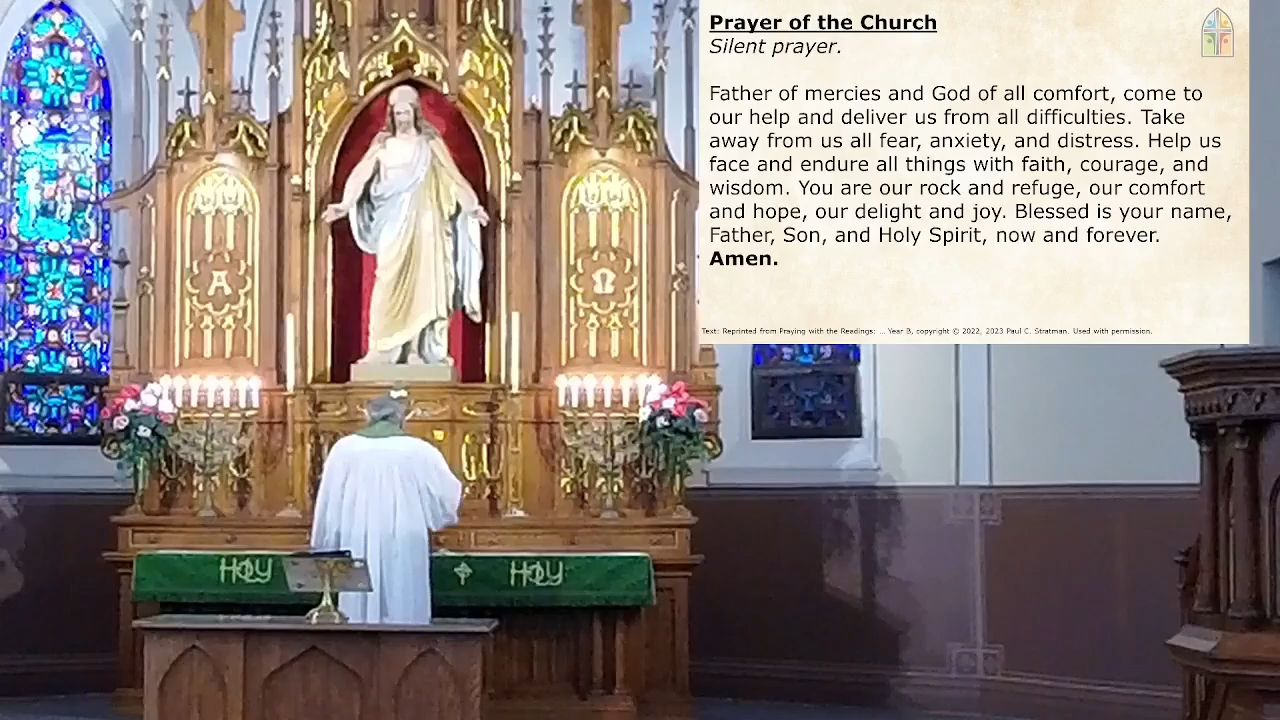 Prayer of the Church
Silent prayer.
Father of mercies and God of all comfort, come to
our help and deliver us from all difficulties. Take
away from us all fear, anxiety, and distress. Help us
face and endure all things with faith, courage, and
wisdom. You are our rock and refuge, our comfort
and hope, our delight and joy. Blessed is your name,
Father, Son, and Holy Spirit, now and forever.
Amen.
Text: Reprinted from Praying with the Readings: ... Year B, copyright © 2022, 2023 Paul C. Stratman. Used with permission.
A Ω
HOLY HOLY